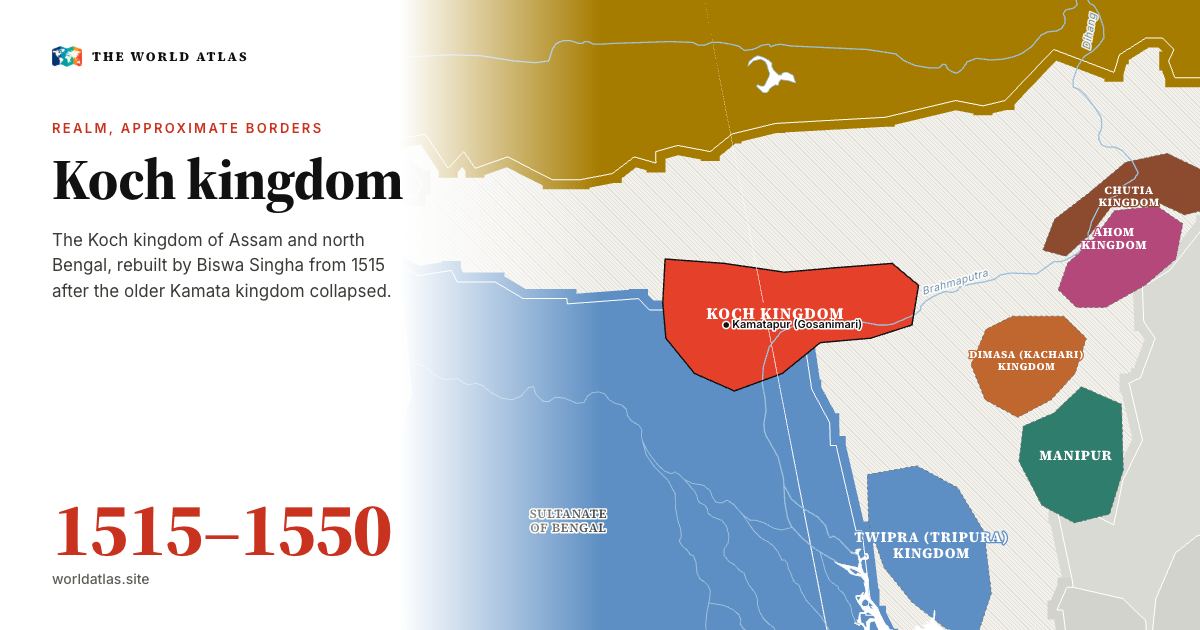 THE WORLD ATLAS
REALM, APPROXIMATE BORDERS
Koch kingdom
The Koch kingdom of Assam and north
Bengal, rebuilt by Biswa Singha from 1515
after the older Kamata kingdom collapsed.
1515–1550
worldatlas.site
Dihang
CHUTIA
KINGDOM
AHOM
KINGDOM
Brahmaputra
KOCH KINGDOM
Kamatapur (Gosanimari)
DIMASA (KACHARI)
KINGDOM
MANIPUR
SULTANATE
OF BENGAL
TWIPRA (TRIPURA)
KINGDOM